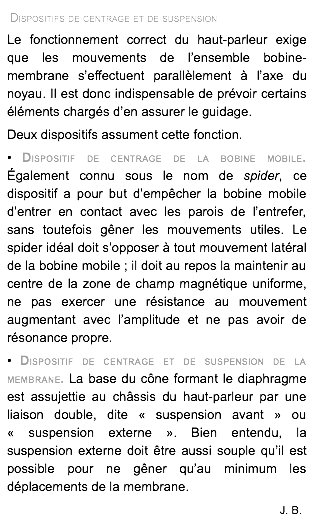 DISPOSITIFS DE CENTRAGE ET DE SUSPENSION
Le fonctionnement correct du haut-parleur exige
que les mouvements de l'ensemble bobine-
membrane s'effectuent parallèlement à l'axe du
noyau. Il est donc indispensable de prévoir certains
éléments chargés d'en assurer le guidage.
Deux dispositifs assument cette fonction.
▪ DISPOSITIF DE CENTRAGE DE LA BOBINE MOBILE.
Également connu sous le nom de spider, ce
dispositif a pour but d'empêcher la bobine mobile
d'entrer en contact avec les parois de l'entrefer,
sans toutefois gêner les mouvements utiles. Le
spider idéal doit s'opposer à tout mouvement latéral
de la bobine mobile ; il doit au repos la maintenir au
centre de la zone de champ magnétique uniforme,
ne pas exercer une résistance au mouvement
augmentant avec l'amplitude et ne pas avoir de
résonance propre.
▪ DISPOSITIF DE CENTRAGE ET DE SUSPENSION DE LA
MEMBRANE. La base du cône formant le diaphragme
est assujettie au châssis du haut-parleur par une
liaison double, dite « suspension avant » ou
« suspension externe ». Bien entendu, la
suspension externe doit être aussi souple qu'il est
possible pour ne gêner qu'au minimum les
déplacements de la membrane.
J. B.